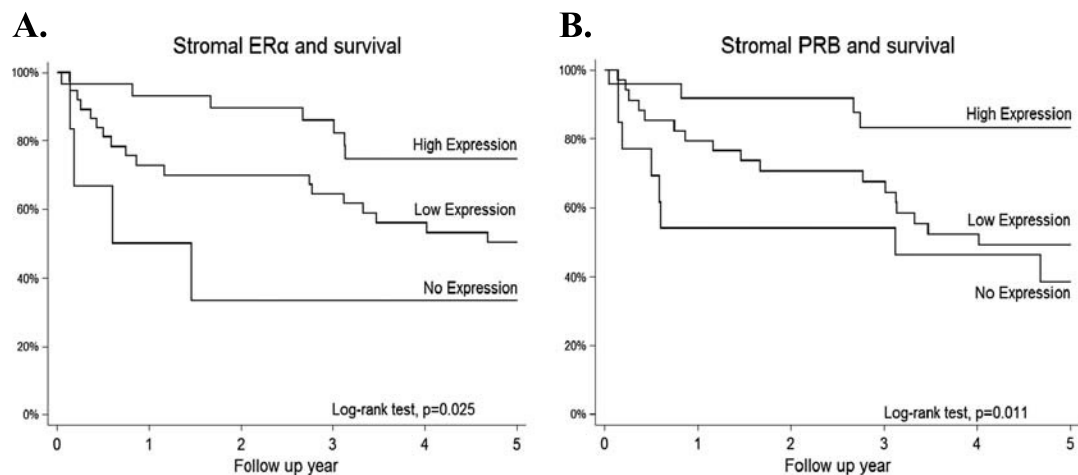 A.
Stromal ERα and survival
100%
80%
60%
40%
20%
0%
High Expression
Low Expression
No Expression
Log-rank test, p=0.025
0 1 2 3 4 5
Follow up year
B.
Stromal PRB and survival
100%
80%
60%
40%
20%
0%
High Expression
Low Expression
No Expression
Log-rank test, p=0.011
0 1 2 3 4 5
Follow up year